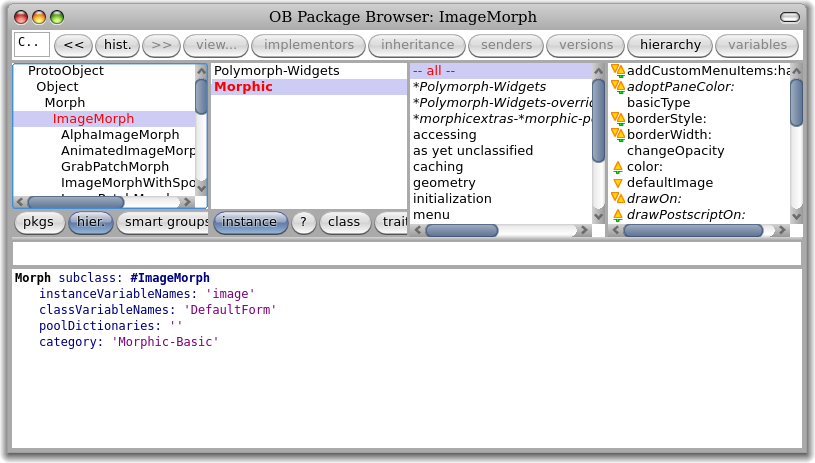 OB Package Browser: ImageMorph
C..
<<
hist.
>>
view...
implementors
inheritance
senders
versions
hierarchy
variables
ProtoObject
Object
Morph
ImageMorph
AlphaImageMorph
AnimatedImageMorp
GrabPatchMorph
ImageMorphWithSpo
pkgs
hier.
smart groups
Polymorph-Widgets
Morphic
instance
?
class
trait
-- all --
*Polymorph-Widgets
*Polymorph-Widgets-overrid
*morphicextras-*morphic-po
accessing
as yet unclassified
caching
geometry
initialization
menu
addCustomMenuItems:ha
adoptPaneColor:
basicType
borderStyle:
borderWidth:
changeOpacity
color:
defaultImage
drawOn:
drawPostscriptOn:
Morph subclass: #ImageMorph
instanceVariableNames: 'image'
classVariableNames: 'DefaultForm'
poolDictionaries: ''
category: 'Morphic-Basic'